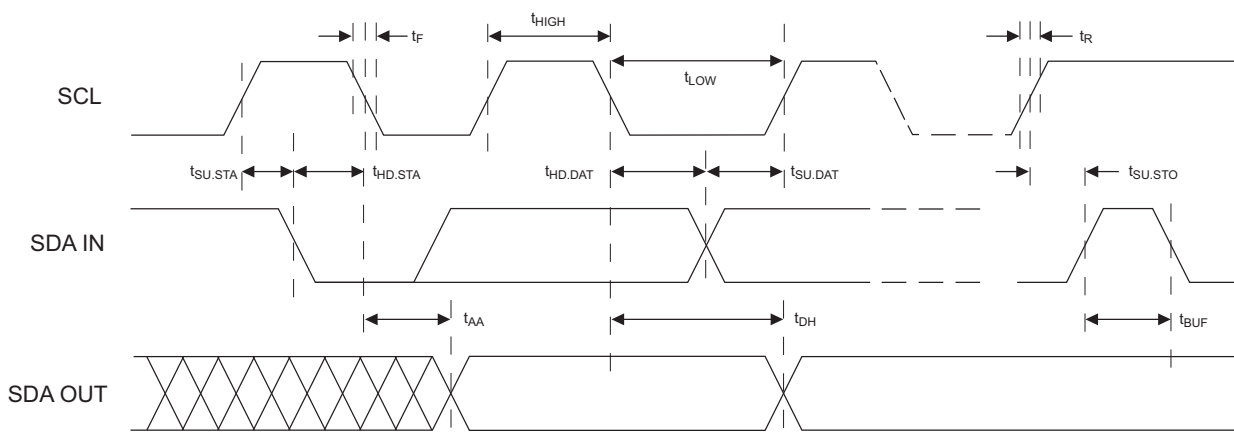 tHIGH
tF
tR
tLOW
SCL
tSU.STA
tHD.STA
tHD.DAT
tSU.DAT
tSU.STO
SDA IN
tAA
tDH
tBUF
SDA OUT